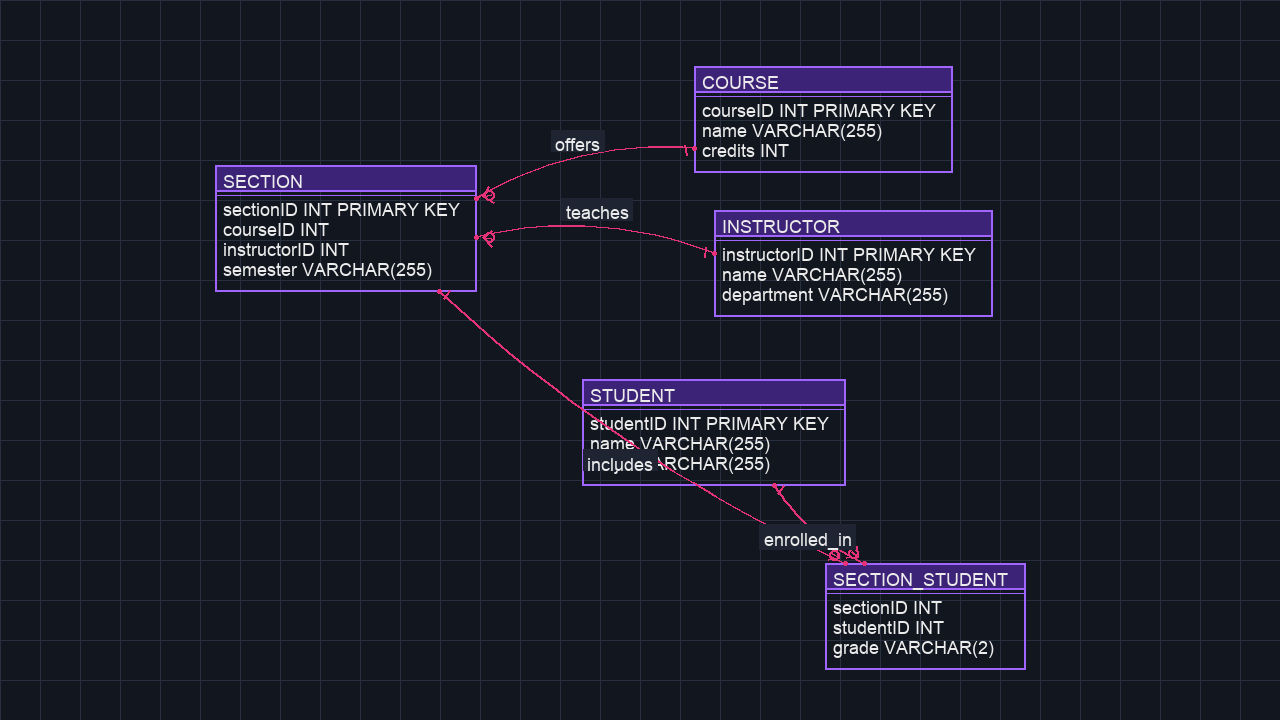 COURSE
courseID INT PRIMARY KEY
name VARCHAR(255)
credits INT
offers
SECTION
sectionID INT PRIMARY KEY
courseID INT
instructorID INT
semester VARCHAR(255)
teaches
INSTRUCTOR
instructorID INT PRIMARY KEY
name VARCHAR(255)
department VARCHAR(255)
STUDENT
studentID INT PRIMARY KEY
name VARCHAR(255)
includes RCHAR(255)
enrolled_in
SECTION_STUDENT
sectionID INT
studentID INT
grade VARCHAR(2)